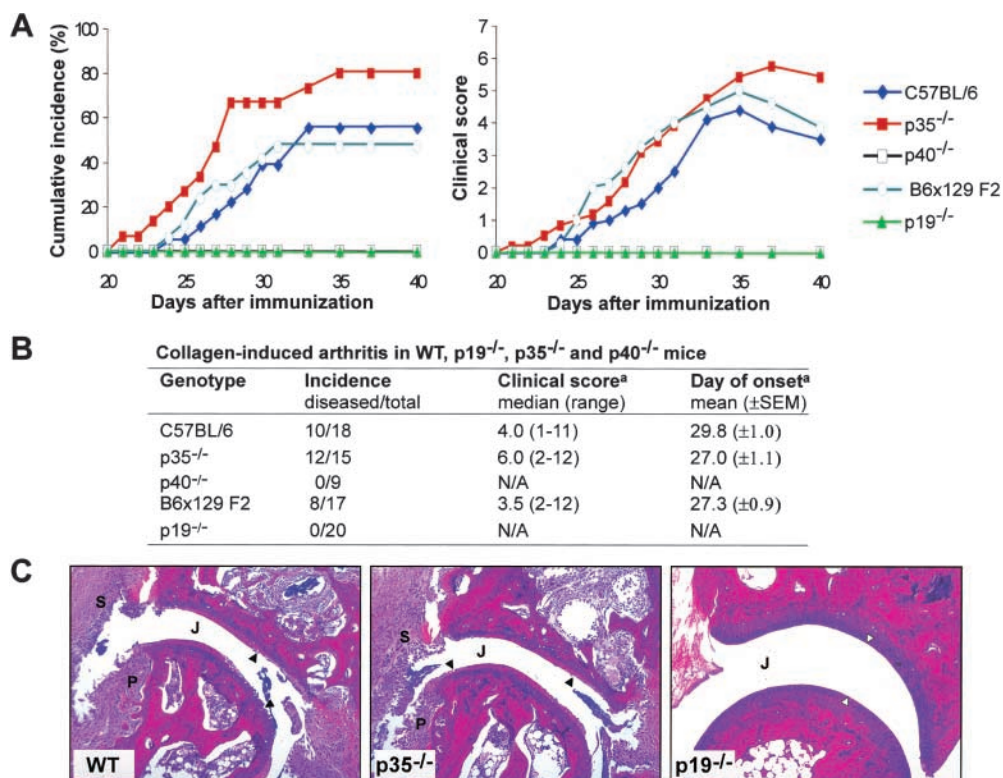 A
Cumulative incidence (%)
100
80
60
40
20
0
20 25 30 35 40
Days after immunization
Clinical score
7
6
5
4
3
2
1
0
20 25 30 35 40
Days after immunization
C57BL/6
p35-/-
p40-/-
B6x129 F2
p19-/-
B
Collagen-induced arthritis in WT, p19-/-, p35-/- and p40-/- mice
Genotype Incidence Clinical scoreᵃ Day of onsetᵃ
diseased/total median (range) mean (±SEM)
C57BL/6 10/18 4.0 (1-11) 29.8 (±1.0)
p35-/- 12/15 6.0 (2-12) 27.0 (±1.1)
p40-/- 0/9 N/A N/A
B6x129 F2 8/17 3.5 (2-12) 27.3 (±0.9)
p19-/- 0/20 N/A N/A
C
S J P WT
S J P p35-/-
J p19-/-